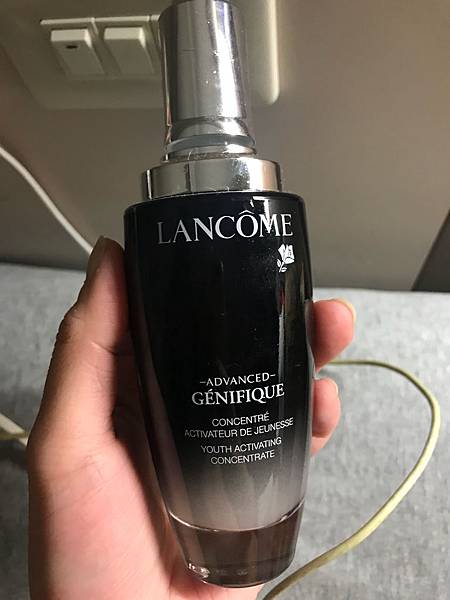 LANCÔME
–ADVANCED–
GÉNIFIQUE
CONCENTRÉ
ACTIVATEUR DE JEUNESSE
YOUTH ACTIVATING
CONCENTRATE